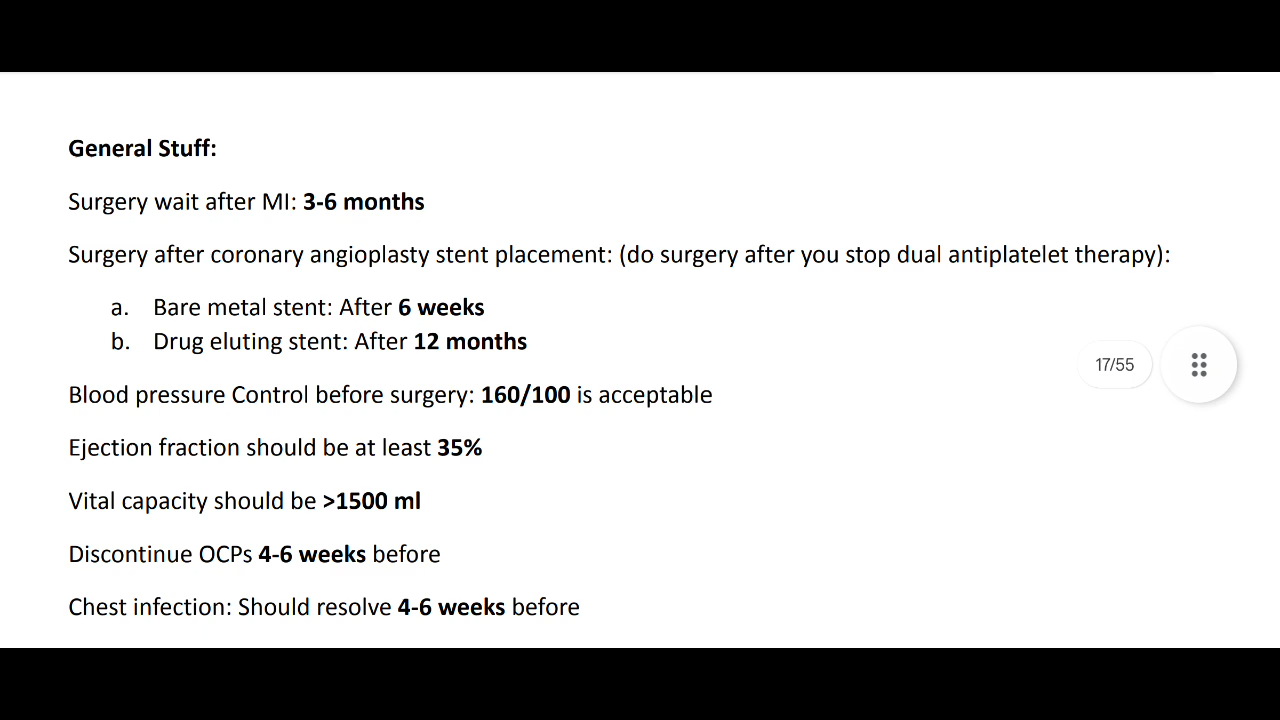 General Stuff:
Surgery wait after MI: 3-6 months
Surgery after coronary angioplasty stent placement: (do surgery after you stop dual antiplatelet therapy):
a. Bare metal stent: After 6 weeks
b. Drug eluting stent: After 12 months
17/55
Blood pressure Control before surgery: 160/100 is acceptable
Ejection fraction should be at least 35%
Vital capacity should be >1500 ml
Discontinue OCPs 4-6 weeks before
Chest infection: Should resolve 4-6 weeks before